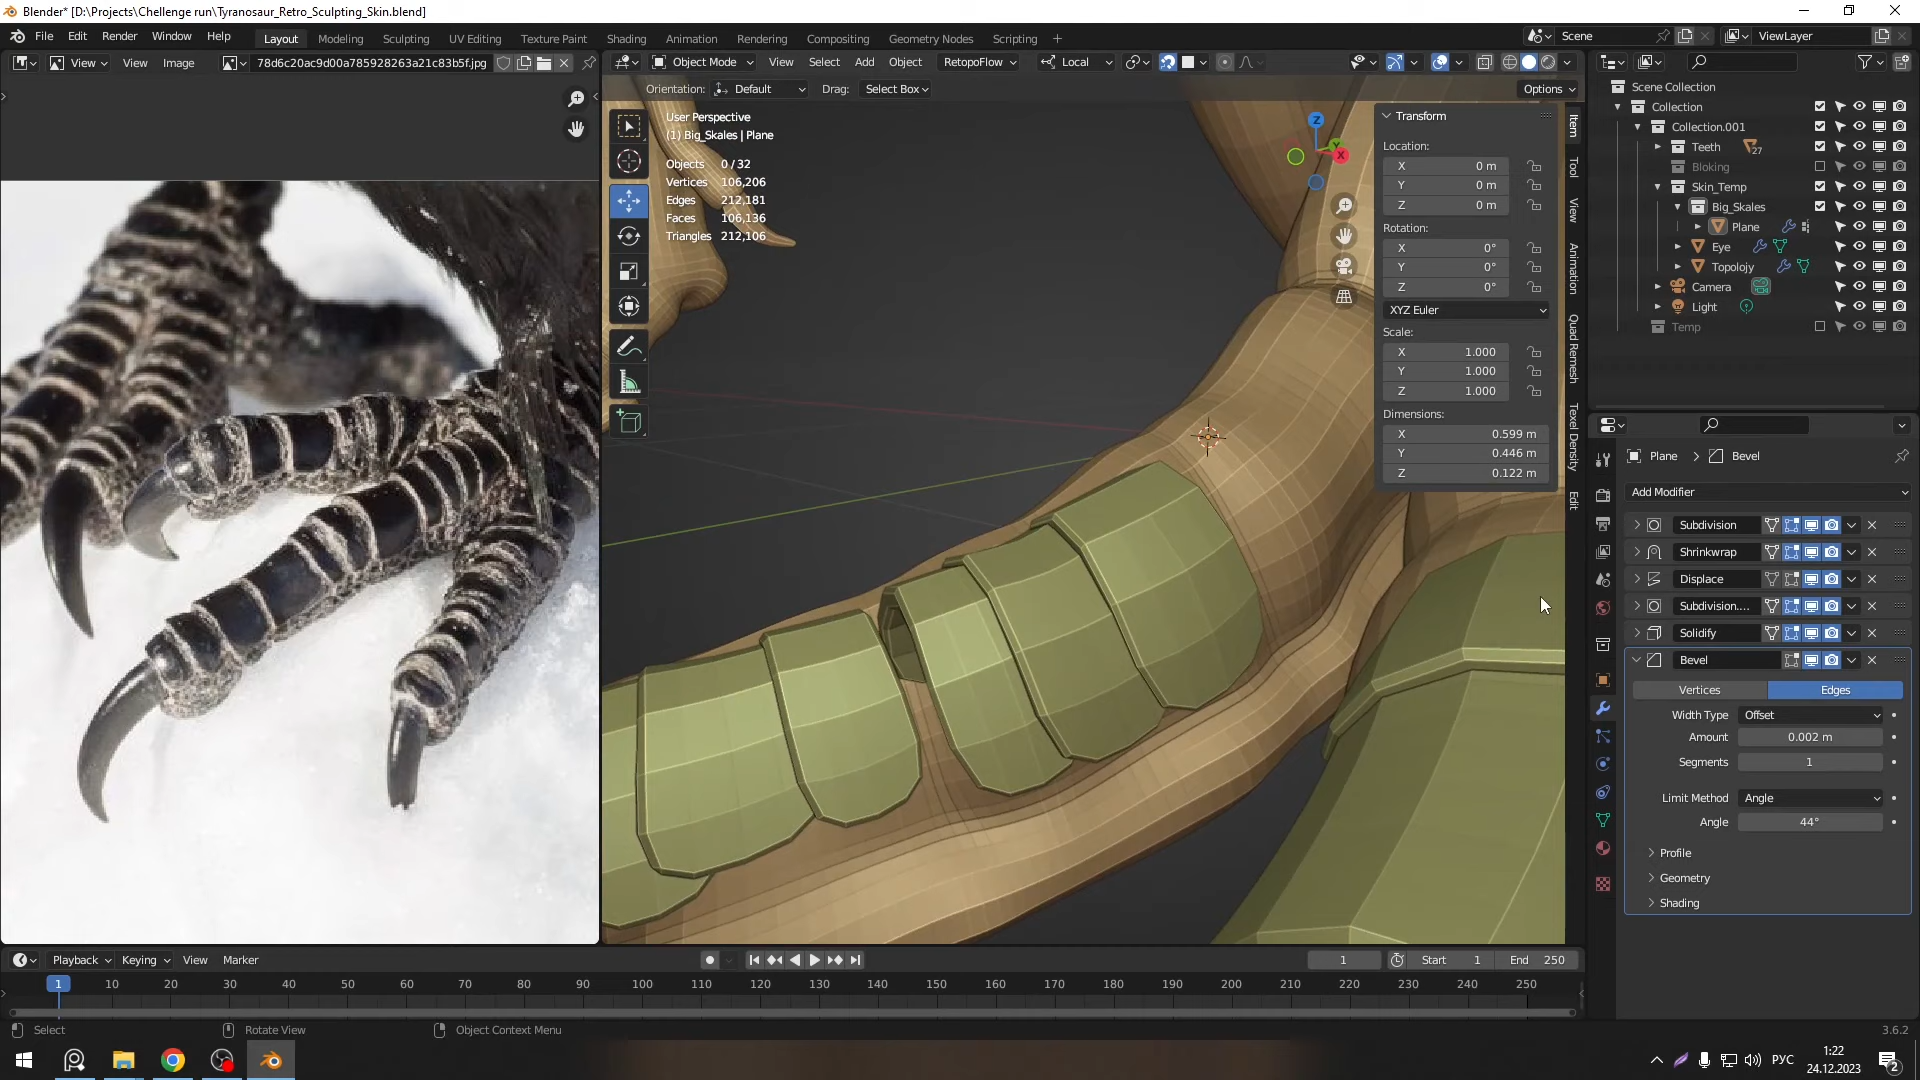 Blender* [D:\Projects\Chellenge run\Tyranosaur_Retro_Sculpting_Skin.blend]
File Edit Render Window Help Layout Modeling Sculpting UV Editing Texture Paint Shading Animation Rendering Compositing Geometry Nodes Scripting Scene ViewLayer
View View Image 78d6c20ac9d00a785928263a21c83b5f.jpg
Object Mode View Select Add Object RetopoFlow Local
Orientation: Default Drag: Select Box Options
User Perspective
(1) Big_Skales | Plane
Objects 0 / 32
Vertices 106,206
Edges 212,181
Faces 106,136
Triangles 212,106
Z
Y
X
Transform
Location:
X 0 m
Y 0 m
Z 0 m
Rotation:
X 0°
Y 0°
Z 0°
XYZ Euler
Scale:
X 1.000
Y 1.000
Z 1.000
Dimensions:
X 0.599 m
Y 0.446 m
Z 0.122 m
Item
Tool
View
Animation
Quad Remesh
Texel Density
Edit
Scene Collection
Collection
Collection.001
Teeth 27
Bloking
Skin_Temp
Big_Skales
Plane
Eye
Topolojy
Camera
Light
Temp
Plane Bevel
Add Modifier
Subdivision
Shrinkwrap
Displace
Subdivision....
Solidify
Bevel
Vertices Edges
Width Type Offset
Amount 0.002 m
Segments 1
Limit Method Angle
Angle 44°
Profile
Geometry
Shading
Playback Keying View Marker 1 Start 1 End 250
1 10 20 30 40 50 60 70 80 90 100 110 120 130 140 150 160 170 180 190 200 210 220 230 240 250
Select Rotate View Object Context Menu 3.6.2
РУС
1:22
24.12.2023
2